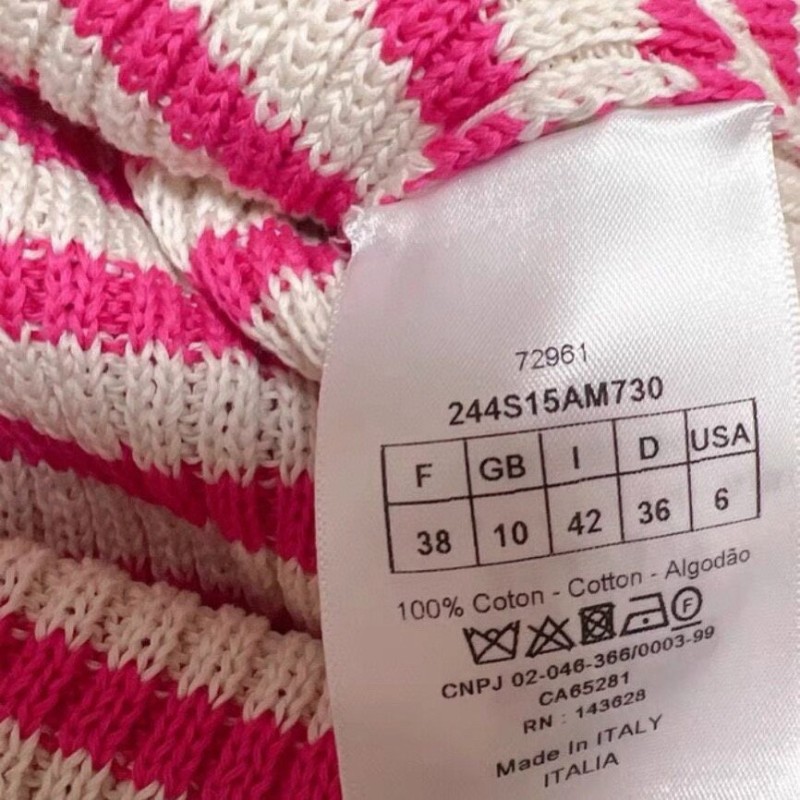 72961
244S15AM730
F GB I D USA
38 10 42 36 6
100% Coton - Cotton - Algodão
F
CNPJ 02-046-366/0003-99
CA65281
RN : 143628
Made In ITALY
ITALIA